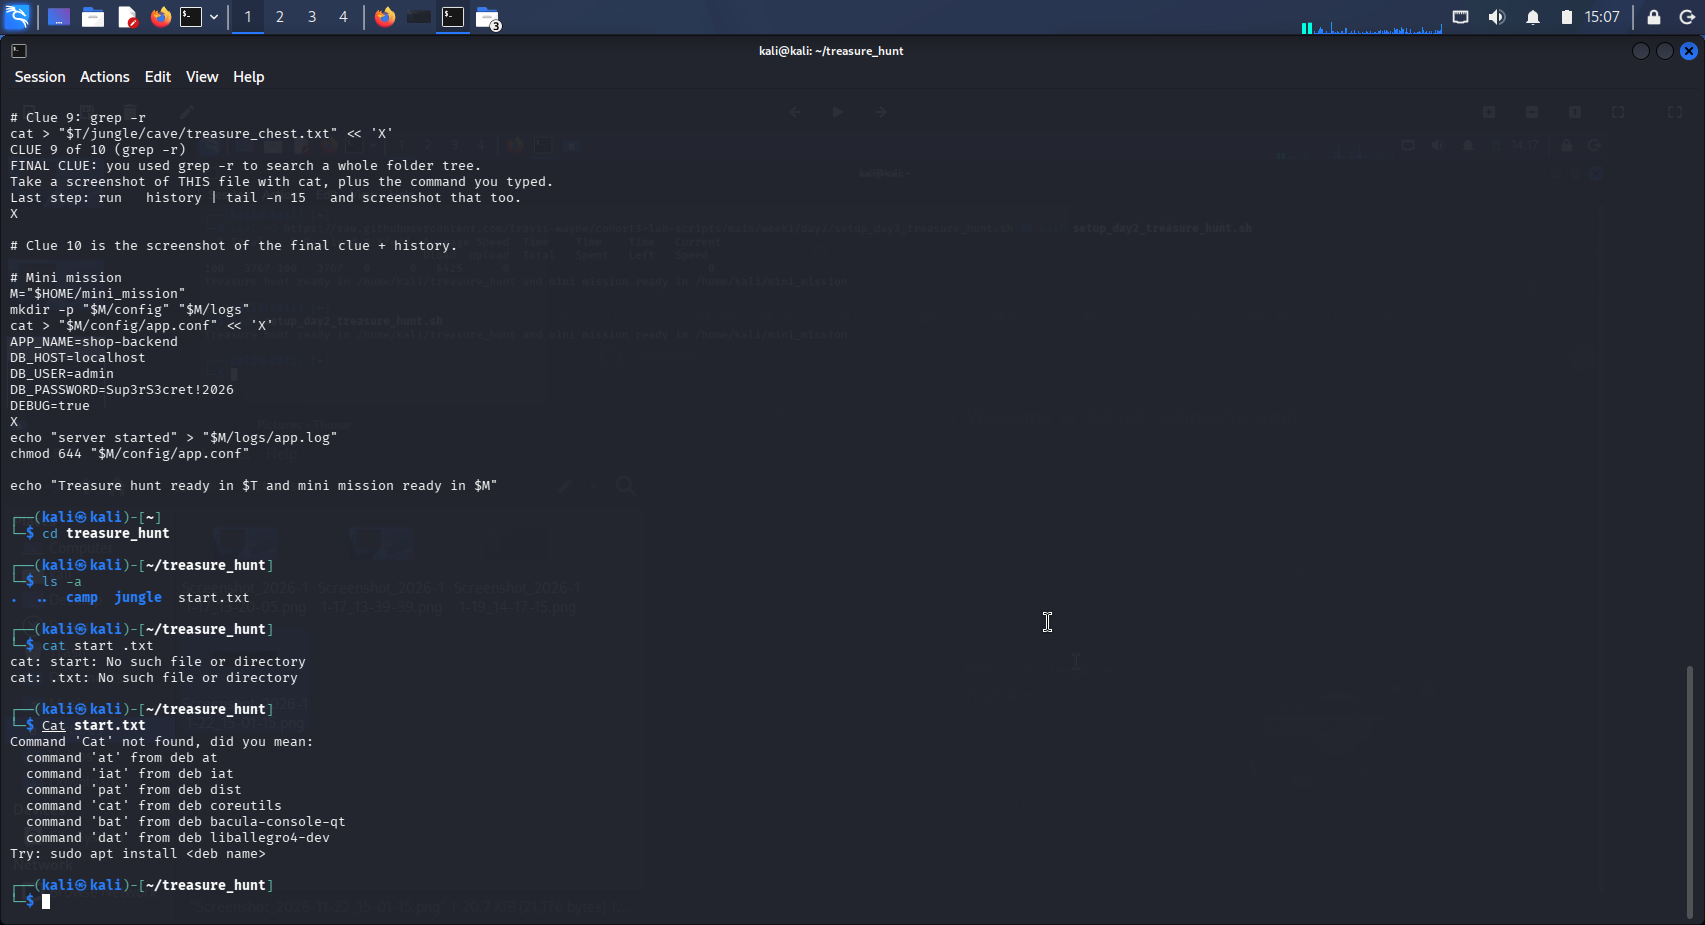 1 2 3 4 3 15:07
kali@kali: ~/treasure_hunt
Session Actions Edit View Help
# Clue 9: grep -r
cat > "$T/jungle/cave/treasure_chest.txt" << 'X'
CLUE 9 of 10 (grep -r)
FINAL CLUE: you used grep -r to search a whole folder tree.
Take a screenshot of THIS file with cat, plus the command you typed.
Last step: run   history | tail -n 15   and screenshot that too.
X
# Clue 10 is the screenshot of the final clue + history.
# Mini mission
M="$HOME/mini_mission"
mkdir -p "$M/config" "$M/logs"
cat > "$M/config/app.conf" << 'X'
APP_NAME=shop-backend
DB_HOST=localhost
DB_USER=admin
DB_PASSWORD=Sup3rS3cret!2026
DEBUG=true
X
echo "server started" > "$M/logs/app.log"
chmod 644 "$M/config/app.conf"
echo "Treasure hunt ready in $T and mini mission ready in $M"
┌──(kali㉿kali)-[~]
└─$ cd treasure_hunt
┌──(kali㉿kali)-[~/treasure_hunt]
└─$ ls -a
.  ..  camp  jungle  start.txt
┌──(kali㉿kali)-[~/treasure_hunt]
└─$ cat start .txt
cat: start: No such file or directory
cat: .txt: No such file or directory
┌──(kali㉿kali)-[~/treasure_hunt]
└─$ Cat start.txt
Command 'Cat' not found, did you mean:
  command 'at' from deb at
  command 'iat' from deb iat
  command 'pat' from deb dist
  command 'cat' from deb coreutils
  command 'bat' from deb bacula-console-qt
  command 'dat' from deb liballegro4-dev
Try: sudo apt install <deb name>
┌──(kali㉿kali)-[~/treasure_hunt]
└─$